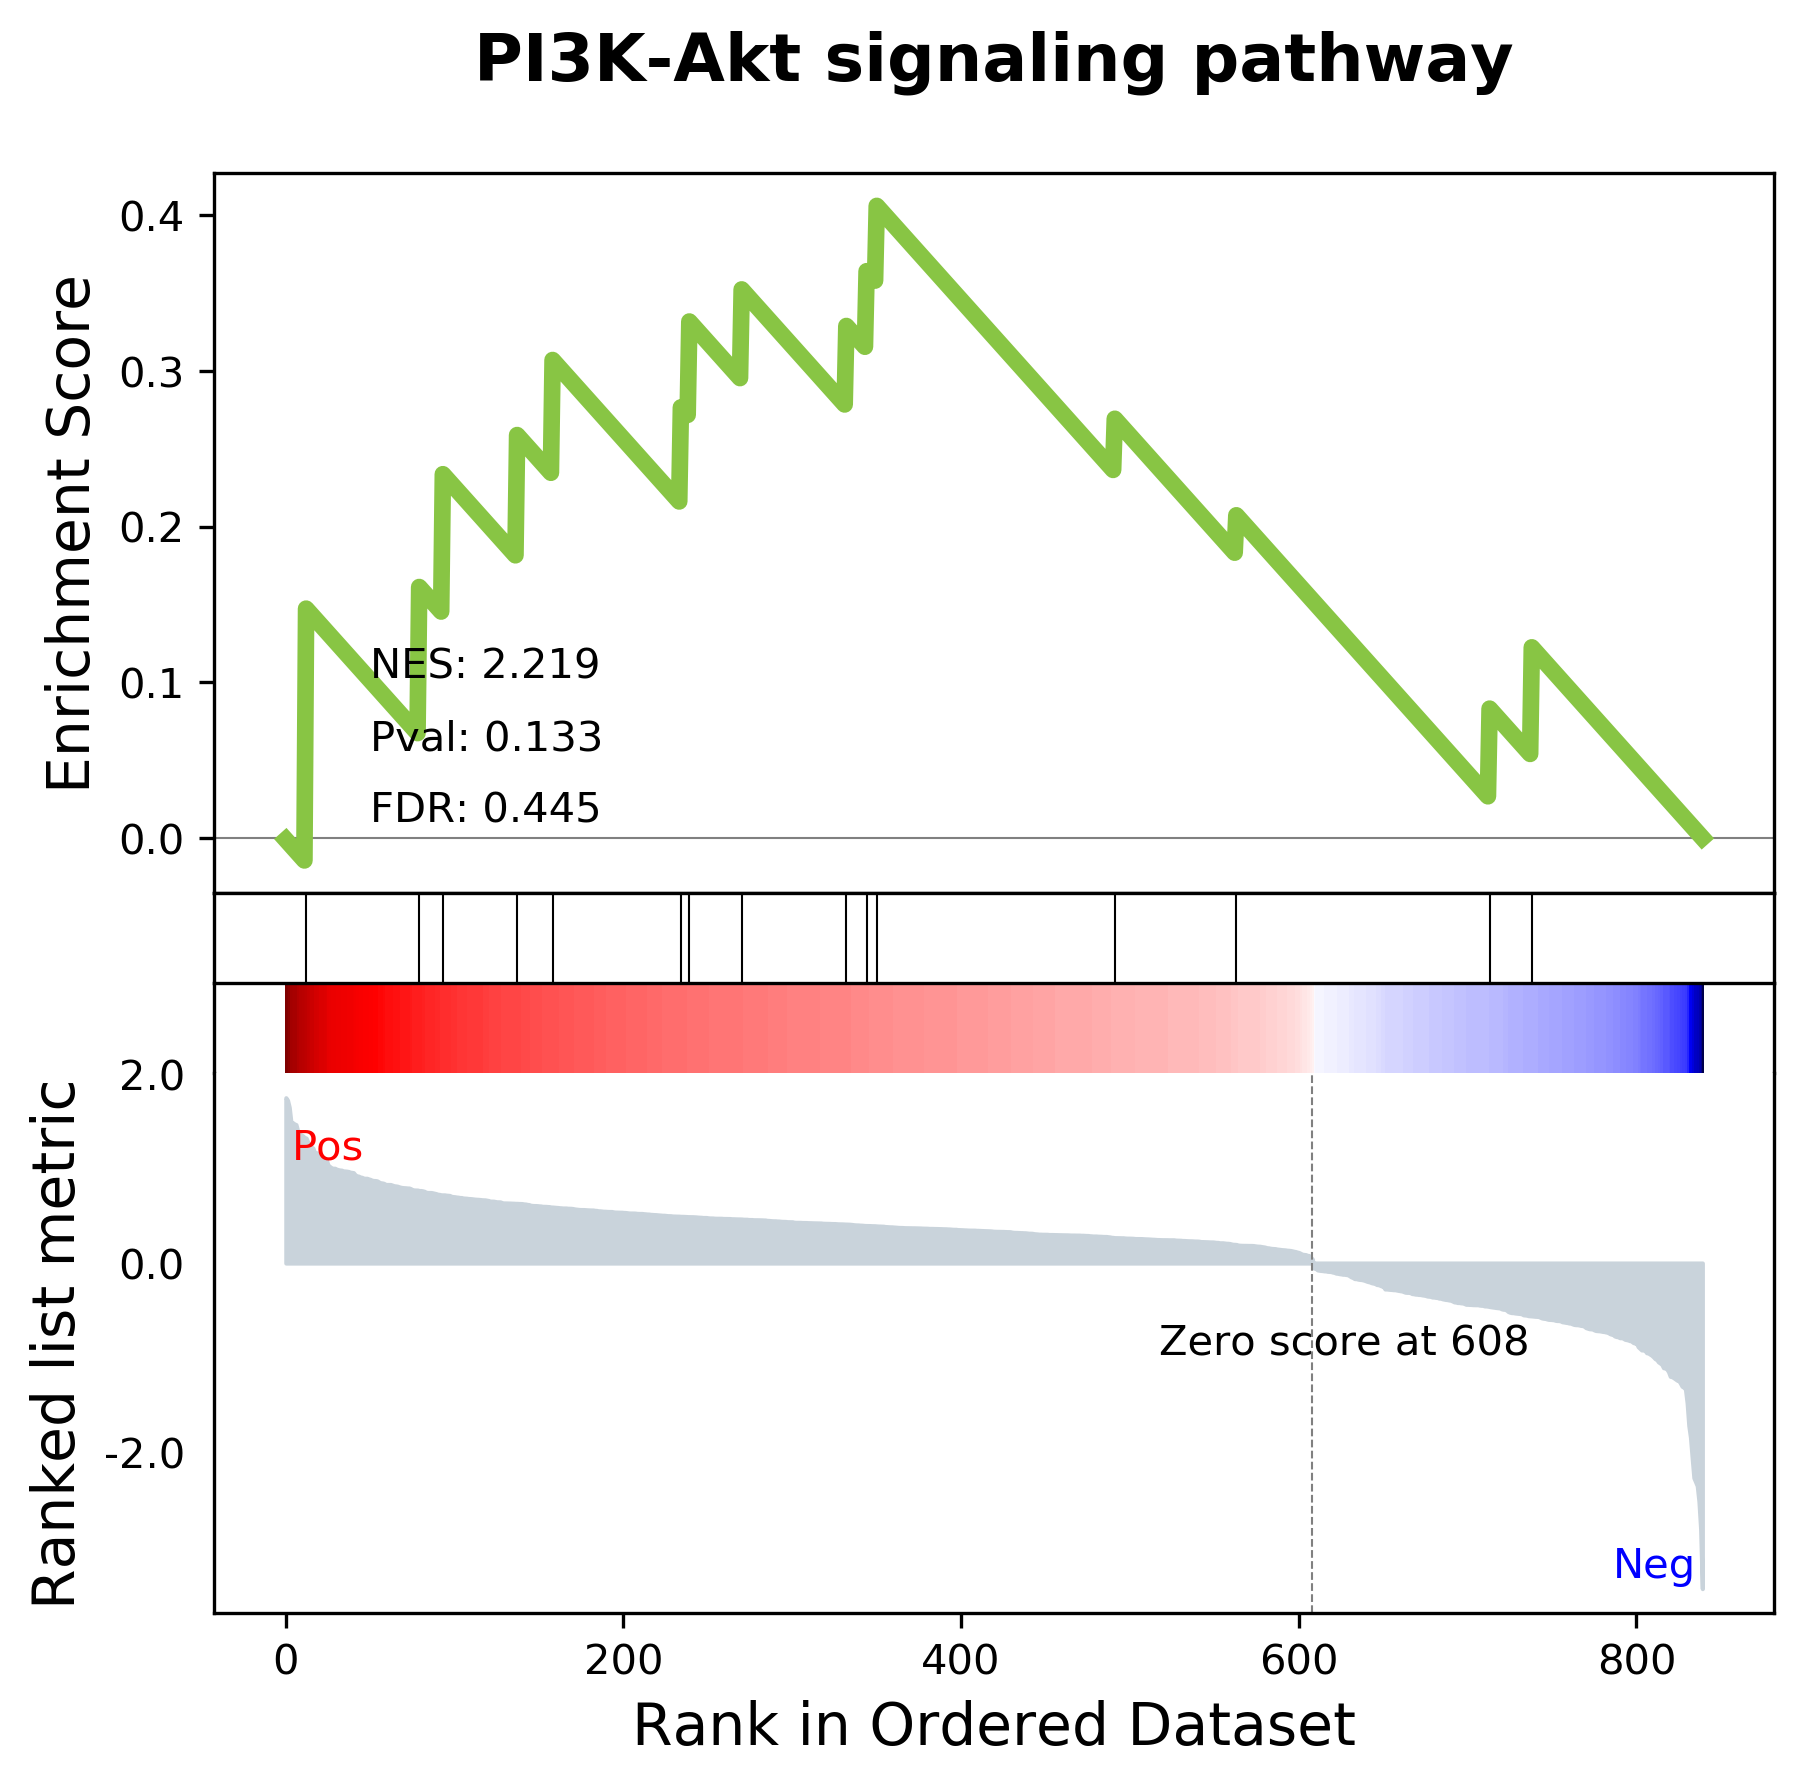 PI3K-Akt signaling pathway
Enrichment Score
0.4
0.3
0.2
0.1
0.0
NES: 2.219
Pval: 0.133
FDR: 0.445
Ranked list metric
2.0
0.0
-2.0
Pos
Zero score at 608
Neg
0 200 400 600 800
Rank in Ordered Dataset